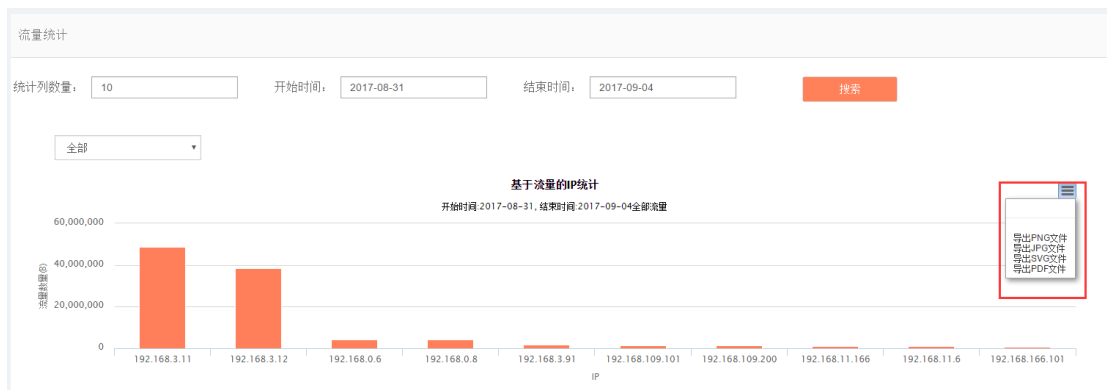 流量统计
统计列数量： 10 开始时间： 2017-08-31 结束时间： 2017-09-04 搜索
全部
基于流量的IP统计
开始时间:2017-08-31, 结束时间:2017-09-04全部流量
导出PNG文件
导出JPG文件
导出SVG文件
导出PDF文件
流量数量(B)
60,000,000
40,000,000
20,000,000
0
192.168.3.11 192.168.3.12 192.168.0.6 192.168.0.8 192.168.3.91 192.168.109.101 192.168.109.200 192.168.11.166 192.168.11.6 192.168.166.101
IP